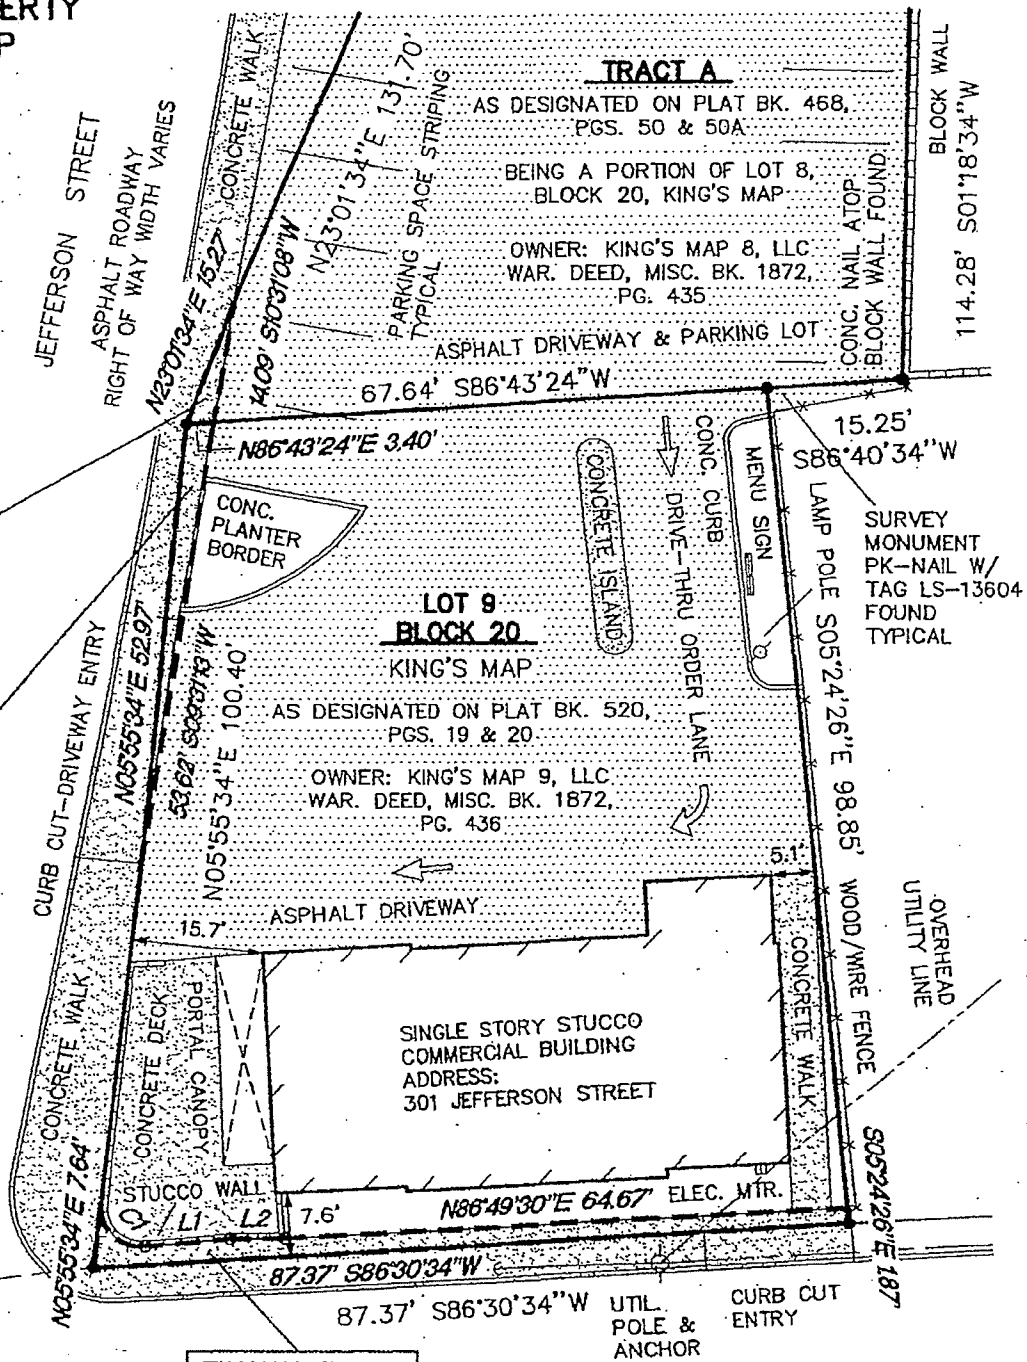 ERTY
P
TRACT A
AS DESIGNATED ON PLAT BK. 468,
PGS. 50 & 50A
BEING A PORTION OF LOT 8,
BLOCK 20, KING'S MAP
OWNER: KING'S MAP 8, LLC
WAR. DEED, MISC. BK. 1872,
PG. 435
ASPHALT DRIVEWAY & PARKING LOT
BLOCK WALL
114.28' S01°18'34"W
CONC. NAIL ATOP
BLOCK WALL FOUND
CONCRETE WALK
N23°01'34"E 131.70'
PARKING SPACE STRIPING
TYPICAL
JEFFERSON STREET
ASPHALT ROADWAY
RIGHT OF WAY WIDTH VARIES
N23°01'34"E 15.27'
14.09' S10°31'08"W
67.64' S86°43'24"W
N86°43'24"E 3.40'
15.25'
S86°40'34"W
CONC.
PLANTER
BORDER
CONCRETE ISLAND
CONC. CURB
DRIVE-THRU ORDER LANE
MENU SIGN
LAMP POLE
S05°24'26"E 98.85'
WOOD/WIRE FENCE
SURVEY
MONUMENT
PK-NAIL W/
TAG LS-13604
FOUND
TYPICAL
LOT 9
BLOCK 20
KING'S MAP
AS DESIGNATED ON PLAT BK. 520,
PGS. 19 & 20
OWNER: KING'S MAP 9, LLC
WAR. DEED, MISC. BK. 1872,
PG. 436
CURB CUT-DRIVEWAY ENTRY
N05°55'34"E 52.97'
53.62' S09°31'13"W
N05°55'34"E 100.40'
5.1'
ASPHALT DRIVEWAY
15.7'
OVERHEAD
UTILITY LINE
CONCRETE WALK
CONCRETE DECK
PORTAL CANOPY
SINGLE STORY STUCCO
COMMERCIAL BUILDING
ADDRESS:
301 JEFFERSON STREET
CONCRETE WALK
STUCCO WALL
L1
L2
7.6'
N86°49'30"E 64.67'
ELEC. MTR.
S05°24'26"E 1.87'
N05°55'34"E 7.64'
87.37' S86°30'34"W
87.37' S86°30'34"W
UTIL.
POLE &
ANCHOR
CURB CUT
ENTRY